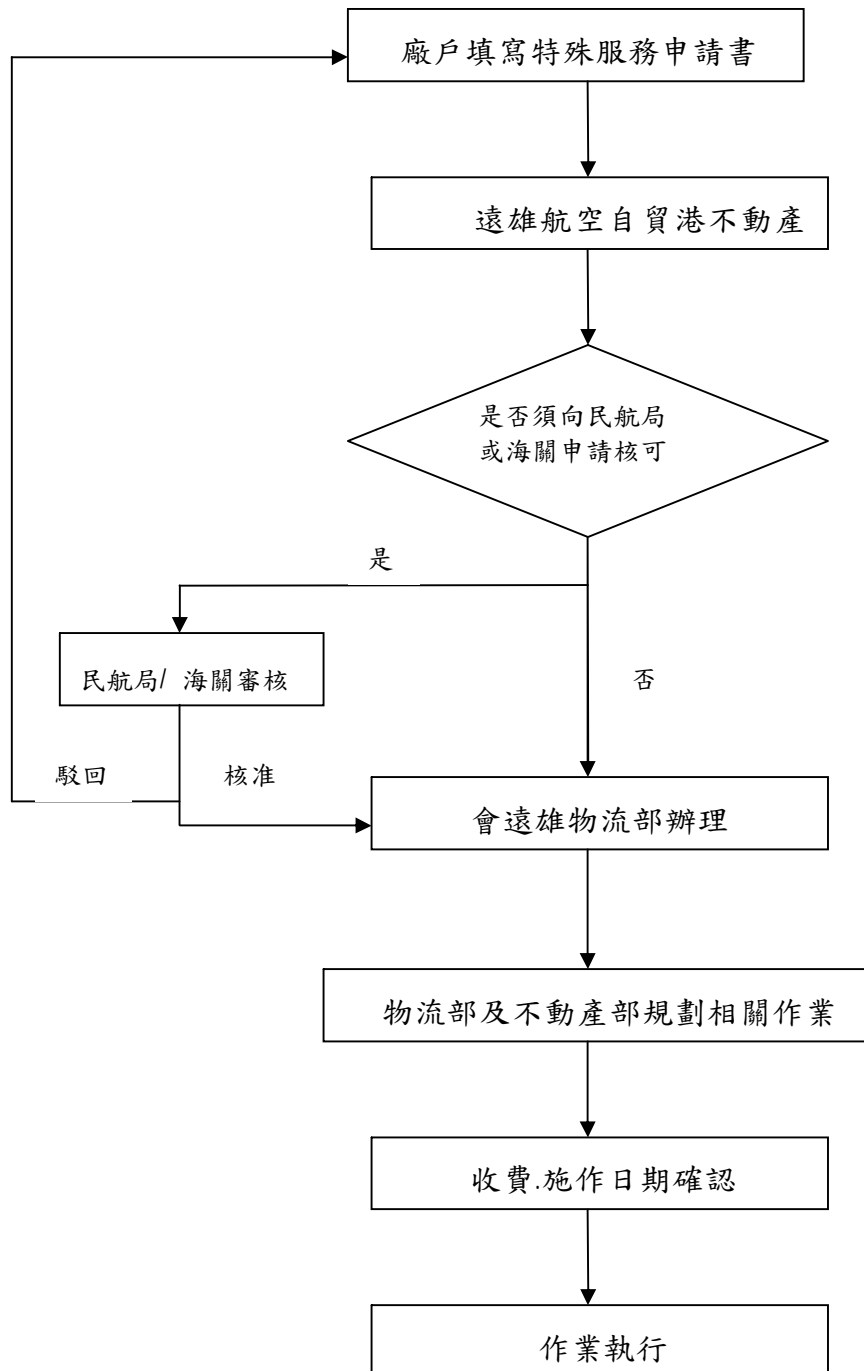 廠戶填寫特殊服務申請書
遠雄航空自貿港不動產
是否須向民航局
或海關申請核可
是
民航局/ 海關審核
否
駁回
核准
會遠雄物流部辦理
物流部及不動產部規劃相關作業
收費.施作日期確認
作業執行